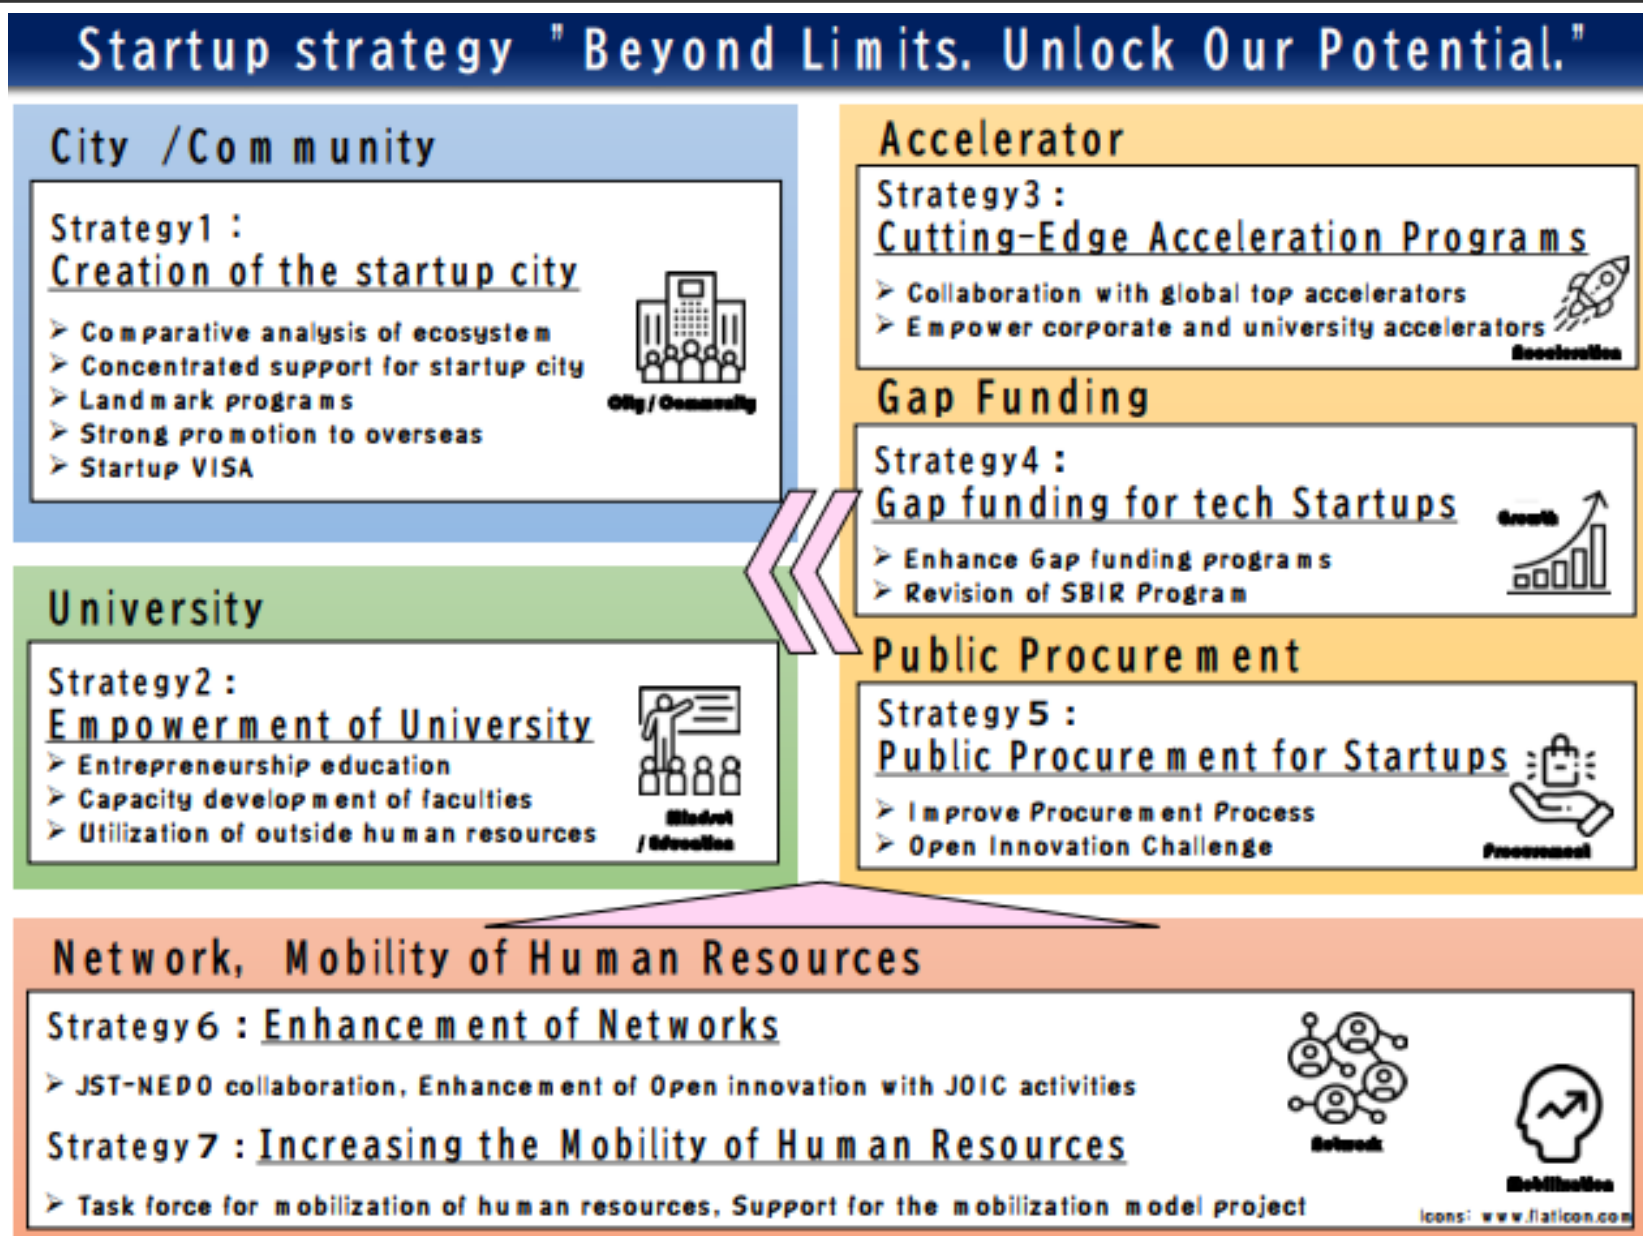 Startup strategy "Beyond Limits. Unlock Our Potential."
City /Community
Strategy1：
Creation of the startup city
➢ Comparative analysis of ecosystem
➢ Concentrated support for startup city
➢ Landmark programs
➢ Strong promotion to overseas
➢ Startup VISA
City / Community
University
Strategy2：
Empowerment of University
➢ Entrepreneurship education
➢ Capacity development of faculties
➢ Utilization of outside human resources
Mindset
/ Education
Accelerator
Strategy3：
Cutting-Edge Acceleration Programs
➢ Collaboration with global top accelerators
➢ Empower corporate and university accelerators
Acceleration
Gap Funding
Strategy4：
Gap funding for tech Startups
➢ Enhance Gap funding programs
➢ Revision of SBIR Program
Growth
Public Procurement
Strategy5：
Public Procurement for Startups
➢ Improve Procurement Process
➢ Open Innovation Challenge
Procurement
Network, Mobility of Human Resources
Strategy6：Enhancement of Networks
➢ JST-NEDO collaboration, Enhancement of Open innovation with JOIC activities
Network
Strategy7：Increasing the Mobility of Human Resources
➢ Task force for mobilization of human resources, Support for the mobilization model project
Mobilization
Icons: www.flaticon.com